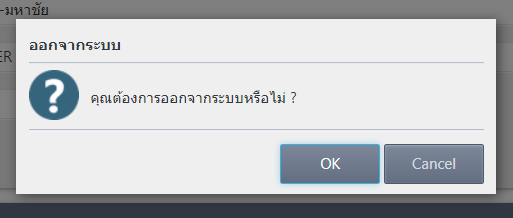 -มหาชัย
ออกจากระบบ
ER
คุณต้องการออกจากระบบหรือไม่ ?
OK
Cancel